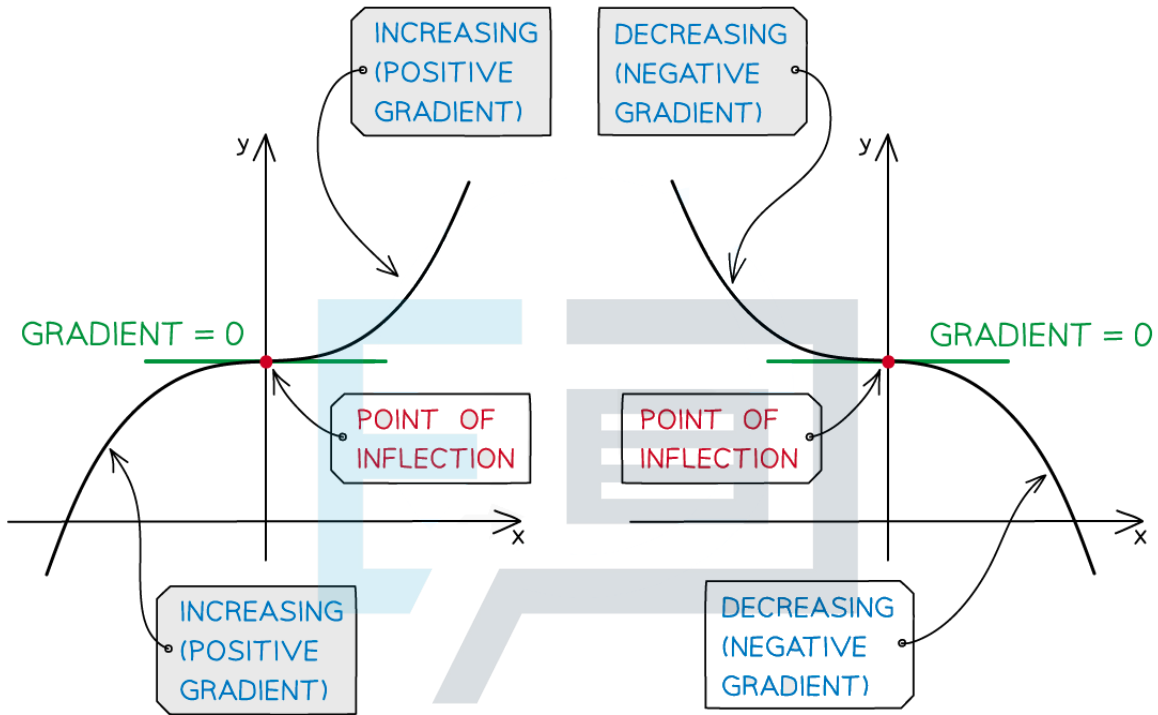 INCREASING
(POSITIVE
GRADIENT)
DECREASING
(NEGATIVE
GRADIENT)
y
y
GRADIENT = 0
GRADIENT = 0
POINT OF
INFLECTION
POINT OF
INFLECTION
x
x
INCREASING
(POSITIVE
GRADIENT)
DECREASING
(NEGATIVE
GRADIENT)